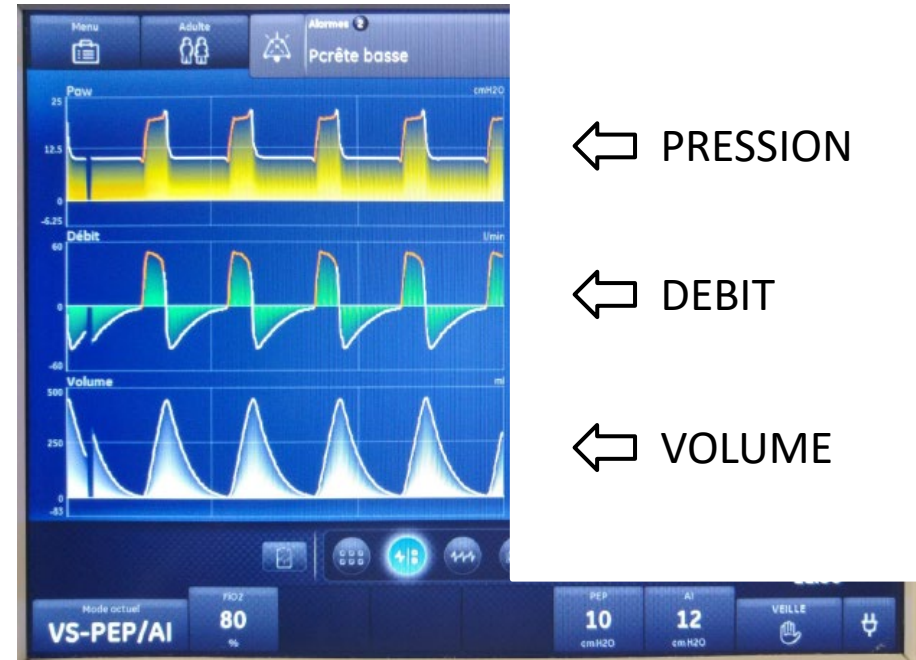 Menu
Adulte
Alarmes 2
Pcrête basse
Paw
cmH2O
25
12.5
0
-6.25
PRESSION
Débit
l/min
60
0
-60
DEBIT
Volume
ml
500
250
0
-83
VOLUME
Mode actuel
VS-PEP/AI
FiO2
80
%
PEP
10
cmH2O
AI
12
cmH2O
VEILLE